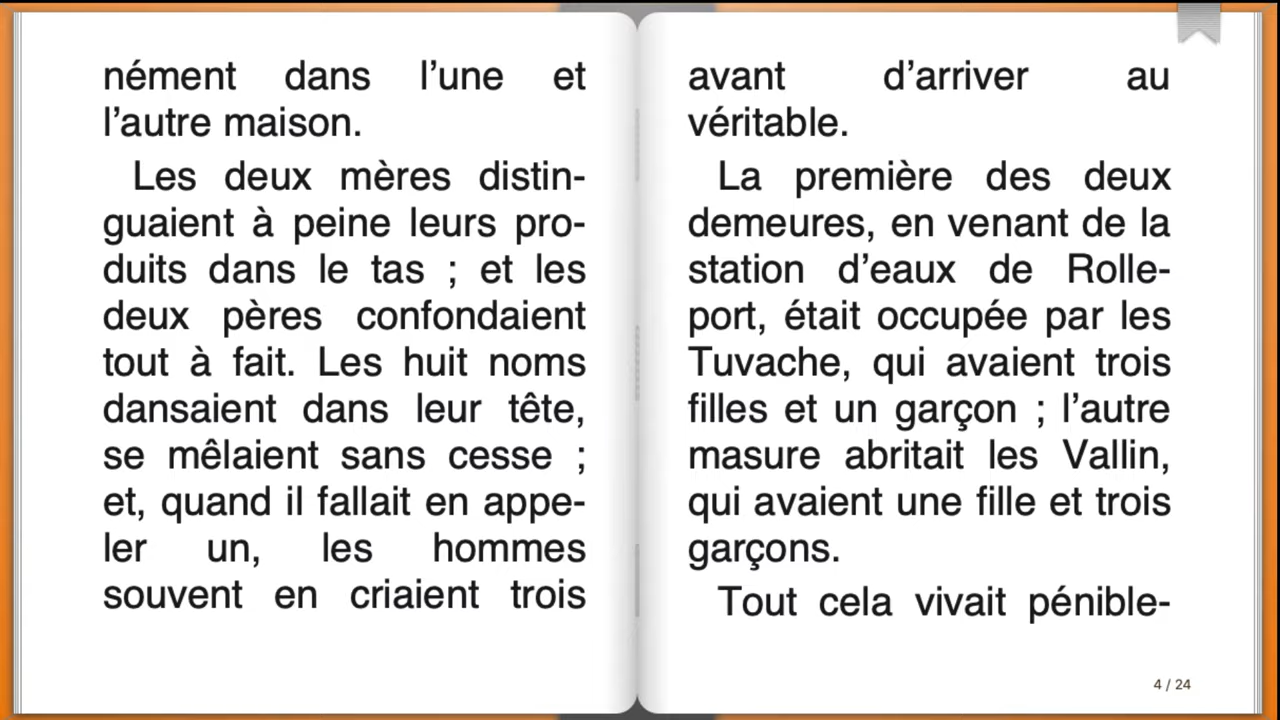 nément dans l’une et
l’autre maison.
Les deux mères distin-
guaient à peine leurs pro-
duits dans le tas ; et les
deux pères confondaient
tout à fait. Les huit noms
dansaient dans leur tête,
se mêlaient sans cesse ;
et, quand il fallait en appe-
ler un, les hommes
souvent en criaient trois
avant d’arriver au
véritable.
La première des deux
demeures, en venant de la
station d’eaux de Rolle-
port, était occupée par les
Tuvache, qui avaient trois
filles et un garçon ; l’autre
masure abritait les Vallin,
qui avaient une fille et trois
garçons.
Tout cela vivait pénible-
4 / 24